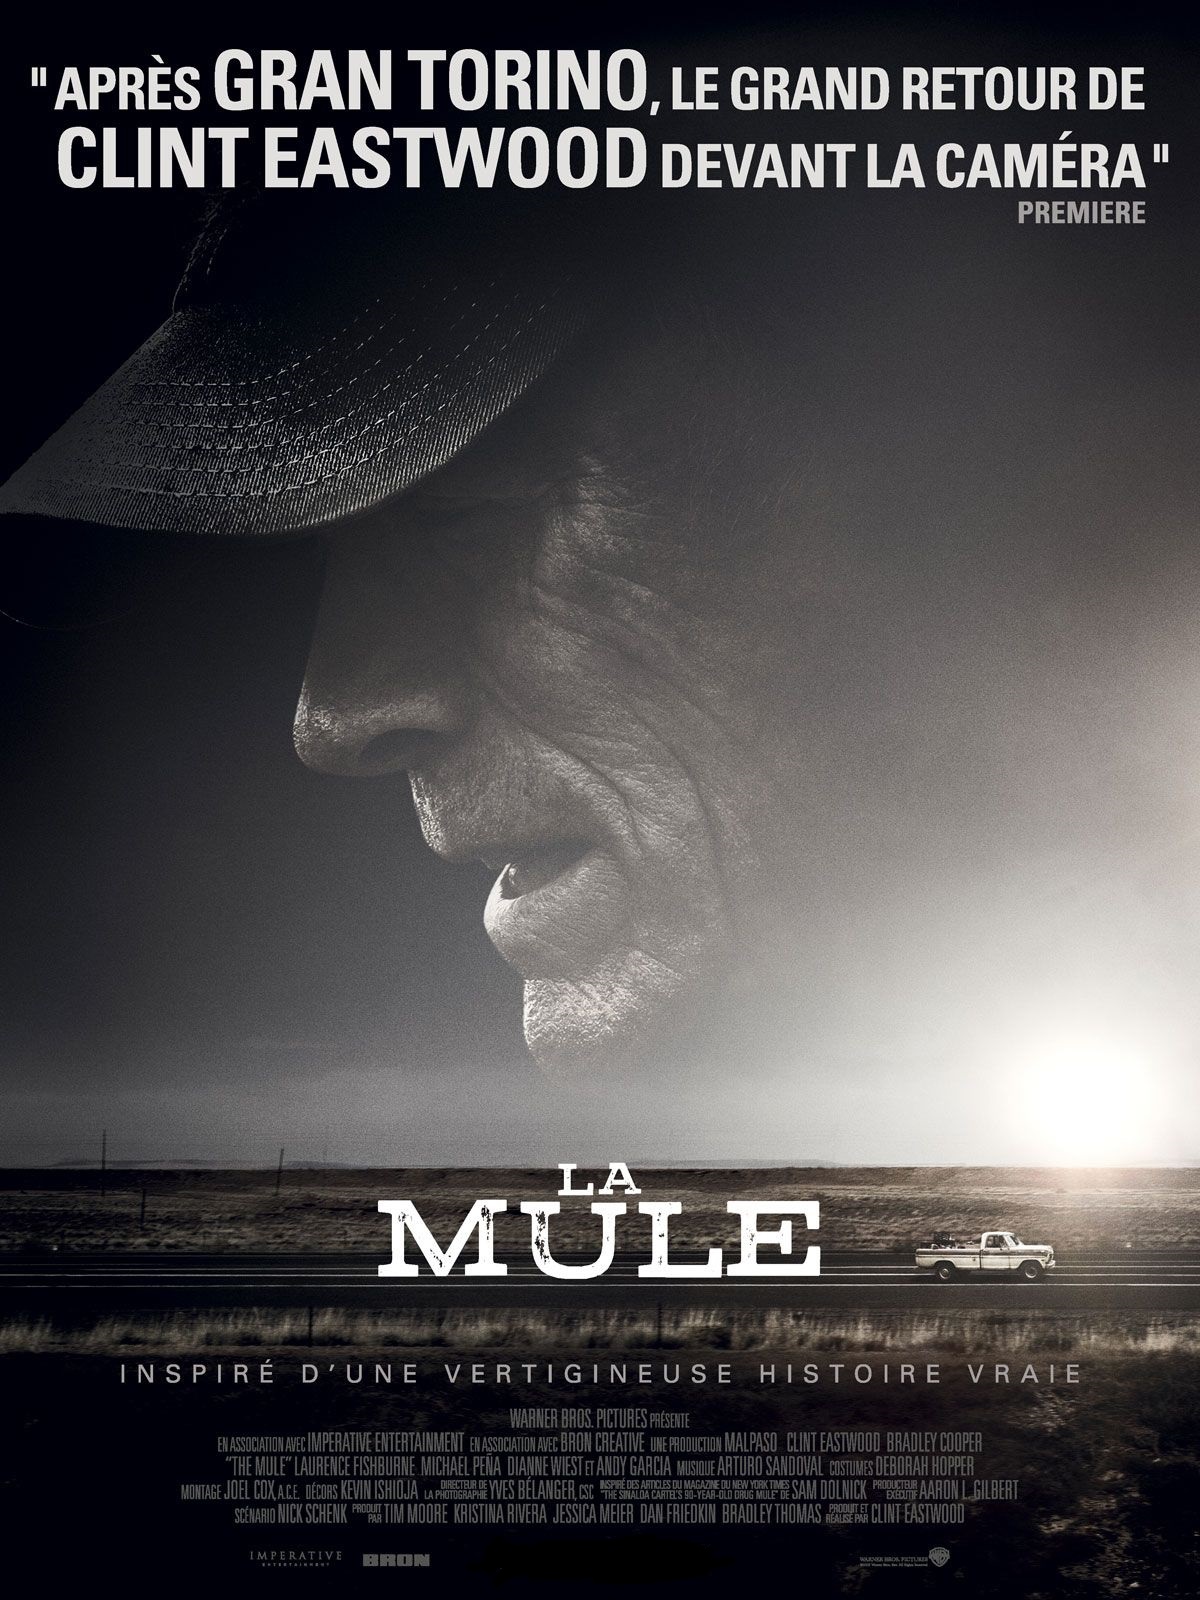 " APRÈS GRAN TORINO, LE GRAND RETOUR DE
CLINT EASTWOOD DEVANT LA CAMÉRA "
PREMIERE
LA
MULE
INSPIRÉ D'UNE VERTIGINEUSE HISTOIRE VRAIE
WARNER BROS. PICTURES PRÉSENTE
EN ASSOCIATION AVEC IMPERATIVE ENTERTAINMENT EN ASSOCIATION AVEC BRON CREATIVE UNE PRODUCTION MALPASO CLINT EASTWOOD BRADLEY COOPER
"THE MULE" LAURENCE FISHBURNE MICHAEL PEÑA DIANNE WIEST ET ANDY GARCIA MUSIQUE ARTURO SANDOVAL COSTUMES DEBORAH HOPPER
MONTAGE JOEL COX, A.C.E. DÉCORS KEVIN ISHIOJA DIRECTEUR DE LA PHOTOGRAPHIE YVES BÉLANGER, CSC INSPIRÉ DES ARTICLES DU MAGAZINE DU NEW YORK TIMES "THE SINALOA CARTEL'S 90-YEAR-OLD DRUG MULE" DE SAM DOLNICK PRODUCTEUR EXÉCUTIF AARON L. GILBERT
SCÉNARIO NICK SCHENK PRODUIT PAR TIM MOORE KRISTINA RIVERA JESSICA MEIER DAN FRIEDKIN BRADLEY THOMAS PRODUIT ET RÉALISÉ PAR CLINT EASTWOOD
IMPERATIVE
ENTERTAINMENT
BRON
WARNER BROS. PICTURES